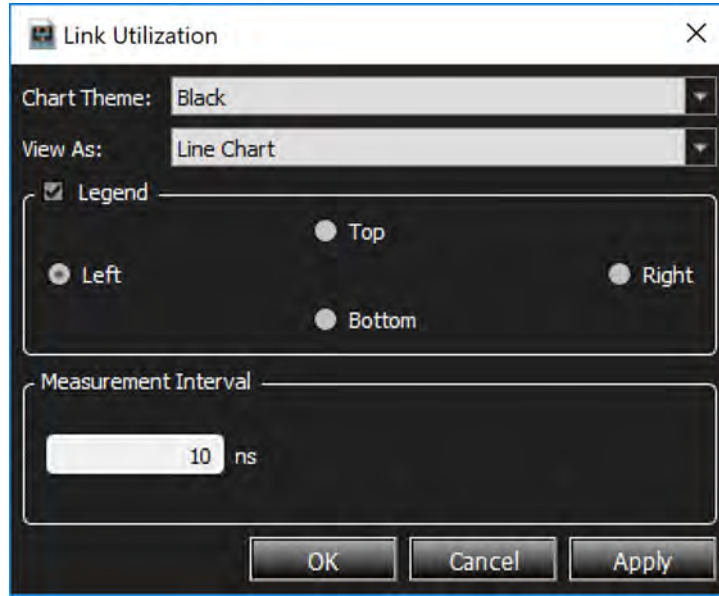 Link Utilization
Chart Theme: Black
View As: Line Chart
Legend
Top
Left Right
Bottom
Measurement Interval
10 ns
OK Cancel Apply